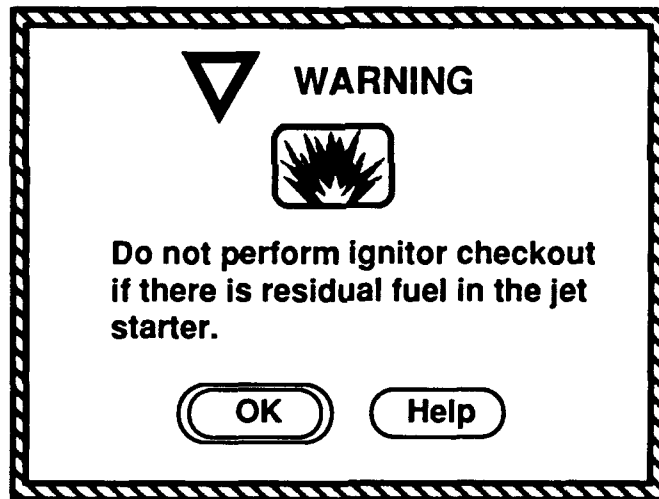 WARNING
Do not perform ignitor checkout
if there is residual fuel in the jet
starter.
OK
Help